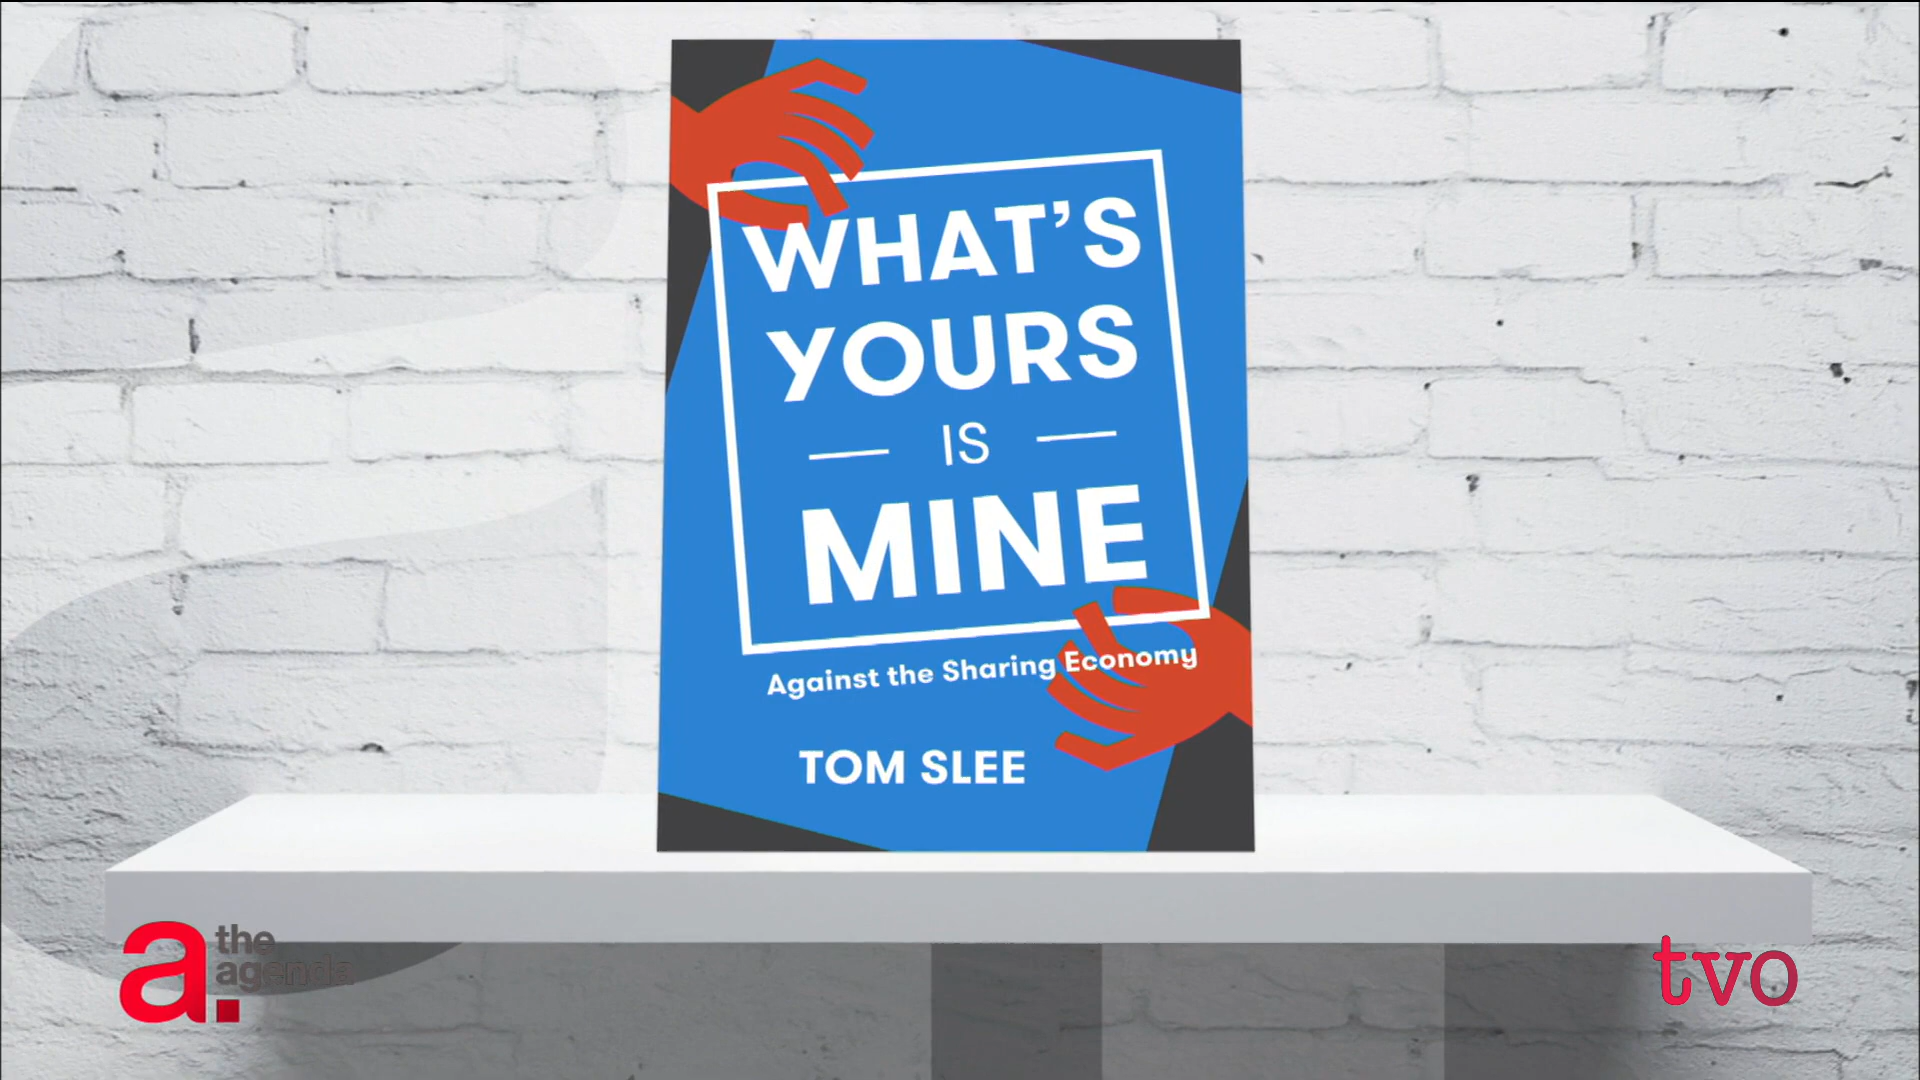 WHAT'S
YOURS
IS
MINE
Against the Sharing Economy
TOM SLEE
a. the
agenda
tvo